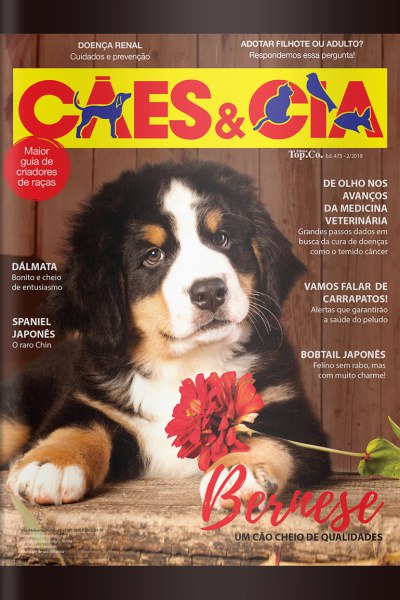 DOENÇA RENAL
Cuidados e prevenção
ADOTAR FILHOTE OU ADULTO?
Respondemos essa pergunta!
CÃES&CIA
Maior
guia de
criadores
de raças
Top.Co. Ed. 475 - 2/2019
DE OLHO NOS
AVANÇOS
DA MEDICINA
VETERINÁRIA
Grandes passos dados em
busca da cura de doenças
como o temido câncer
DÁLMATA
Bonito e cheio
de entusiasmo
VAMOS FALAR DE
CARRAPATOS!
Alertas que garantirão
a saúde do peludo
SPANIEL
JAPONÊS
O raro Chin
BOBTAIL JAPONÊS
Felino sem rabo, mas
com muito charme!
Bernese
UM CÃO CHEIO DE QUALIDADES